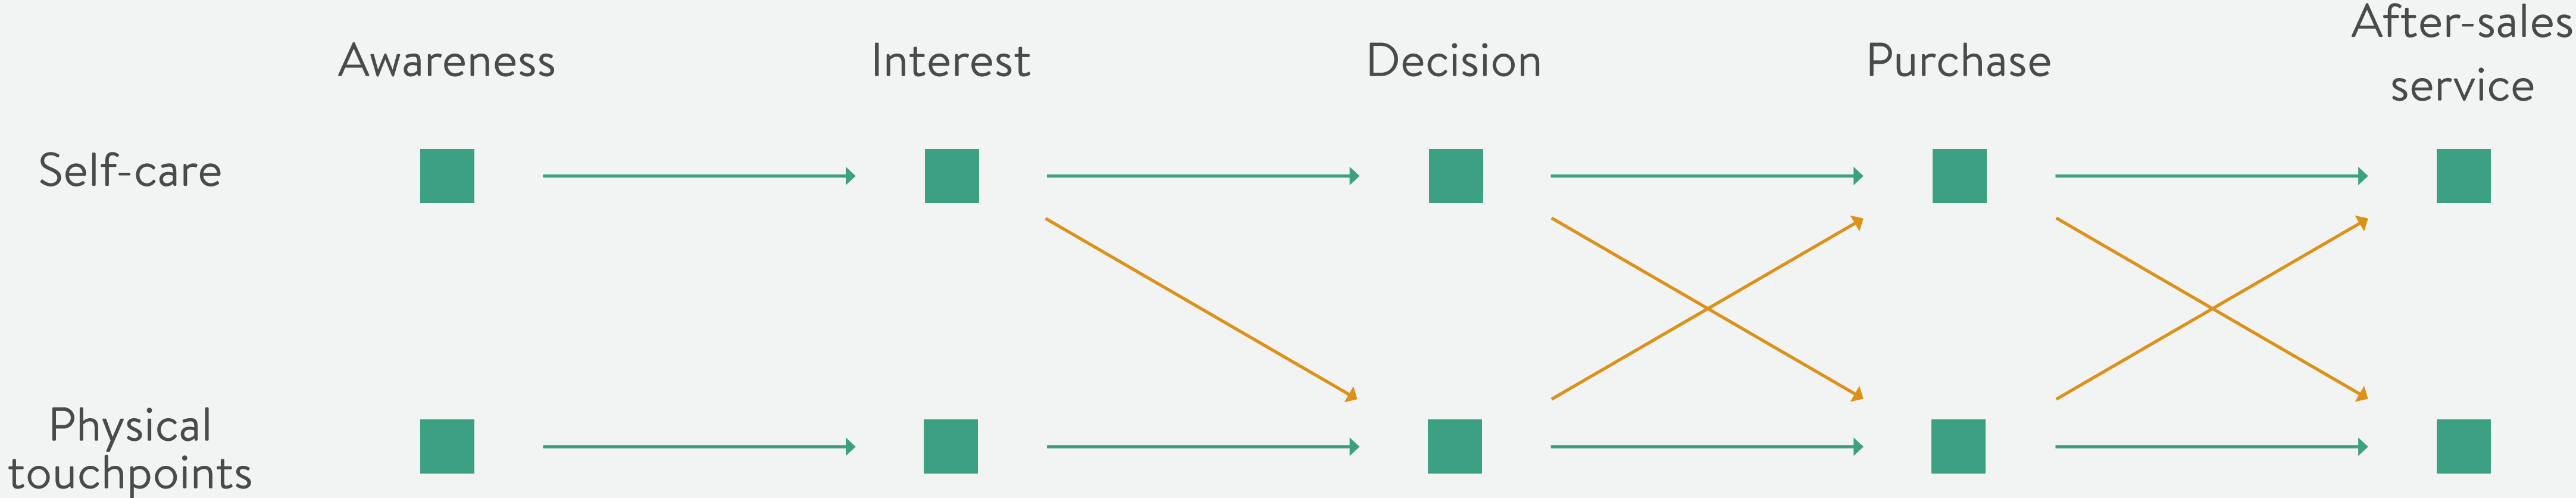 Awareness
Interest
Decision
Purchase
After-sales
service
Self-care
Physical
touchpoints